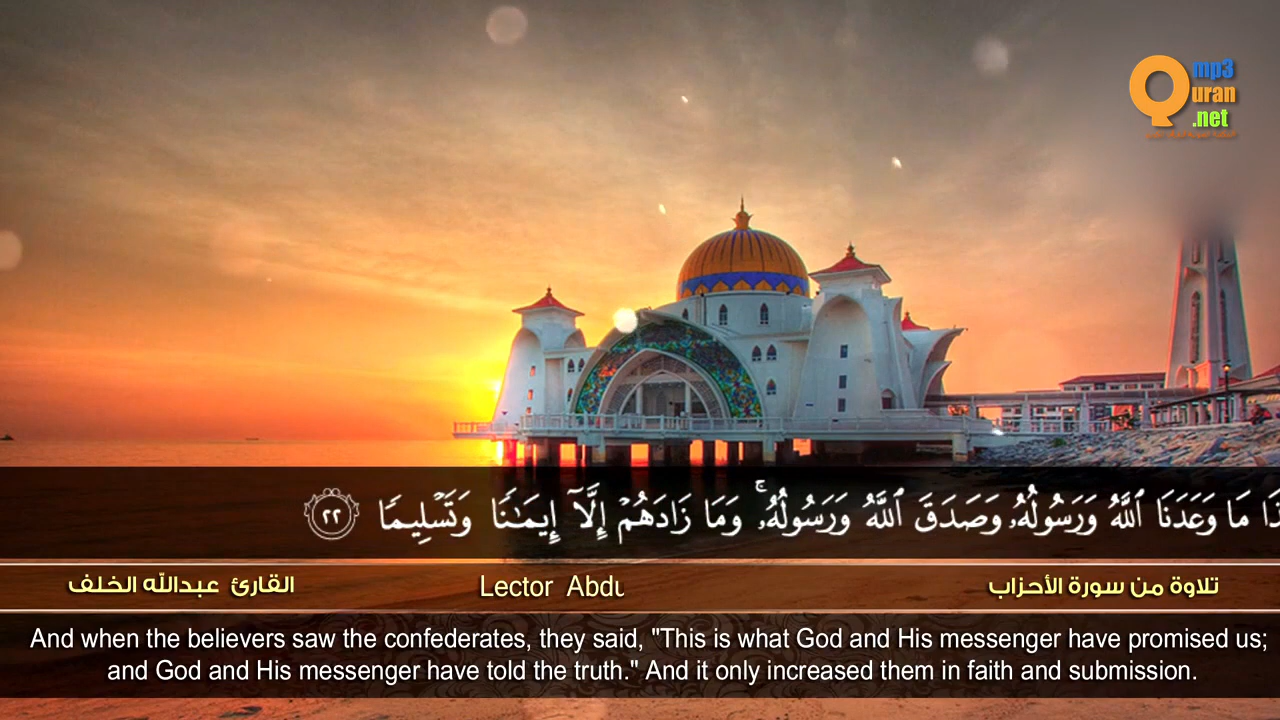 mp3
Quran
.net
ذَا مَا وَعَدَنَا ٱللَّهُ وَرَسُولُهُۥ وَصَدَقَ ٱللَّهُ وَرَسُولُهُۥۚ وَمَا زَادَهُمۡ إِلَّآ إِيمَٰنٗا وَتَسۡلِيمٗا ٢٢
تلاوة من سورة الأحزاب
Lector Abdu
القارئ عبدالله الخلف
And when the believers saw the confederates, they said, "This is what God and His messenger have promised us;
and God and His messenger have told the truth." And it only increased them in faith and submission.